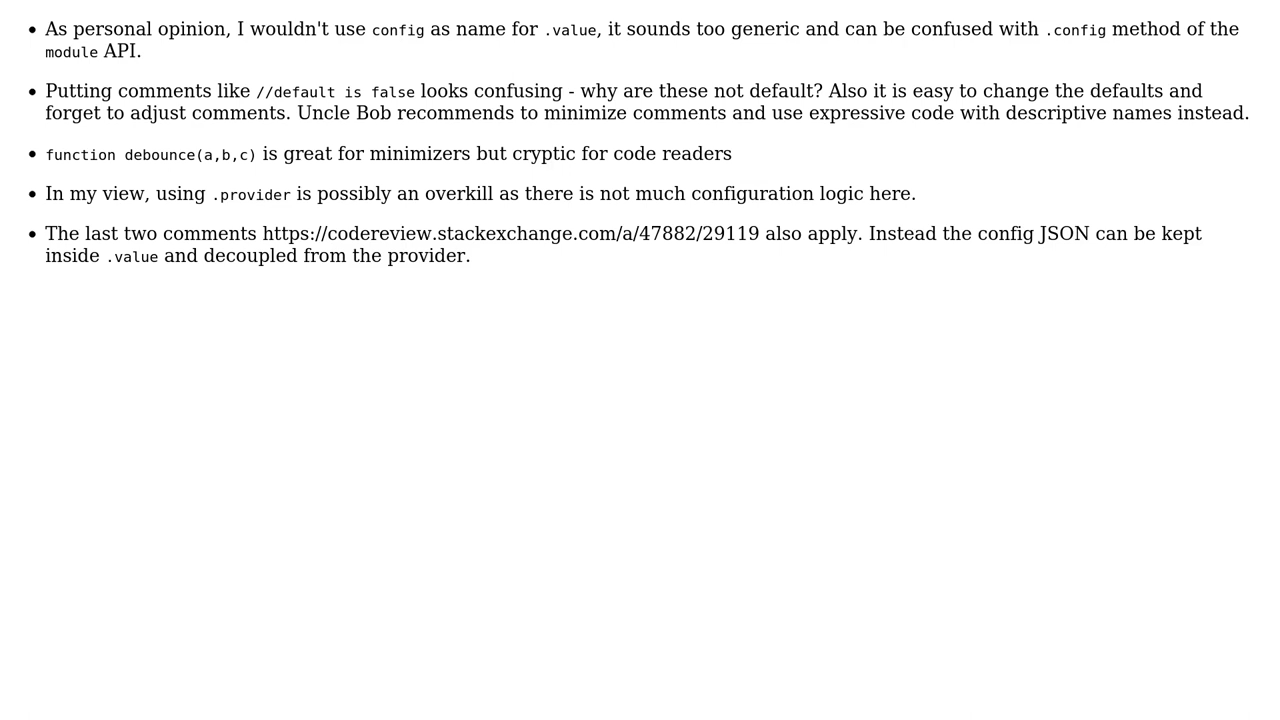 As personal opinion, I wouldn't use config as name for .value, it sounds too generic and can be confused with .config method of the
module API.
Putting comments like //default is false looks confusing - why are these not default? Also it is easy to change the defaults and
forget to adjust comments. Uncle Bob recommends to minimize comments and use expressive code with descriptive names instead.
function debounce(a,b,c) is great for minimizers but cryptic for code readers
In my view, using .provider is possibly an overkill as there is not much configuration logic here.
The last two comments https://codereview.stackexchange.com/a/47882/29119 also apply. Instead the config JSON can be kept
inside .value and decoupled from the provider.